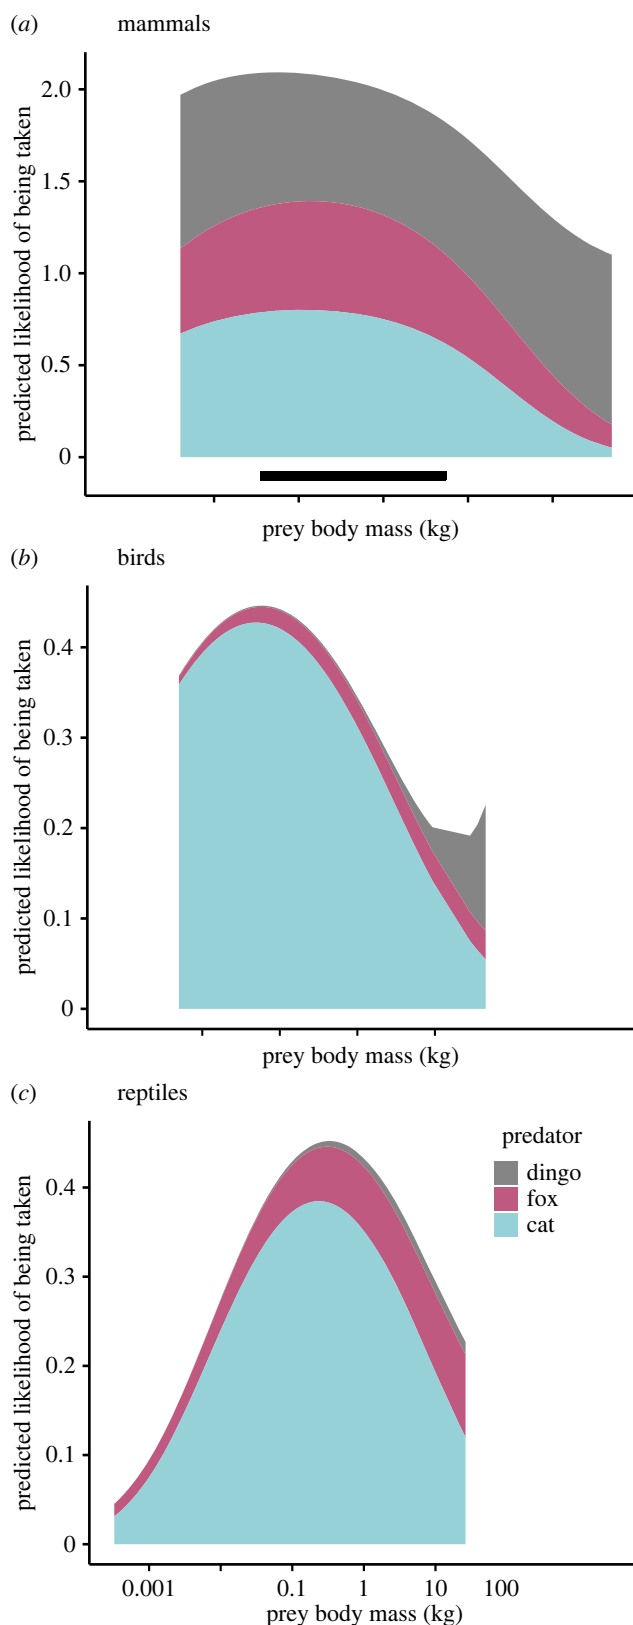 (a) mammals
2.0
1.5
1.0
0.5
0
predicted likelihood of being taken
prey body mass (kg)
(b) birds
0.4
0.3
0.2
0.1
0
predicted likelihood of being taken
prey body mass (kg)
(c) reptiles
predator
dingo
fox
cat
0.4
0.3
0.2
0.1
0
predicted likelihood of being taken
0.001 0.1 1 10 100
prey body mass (kg)